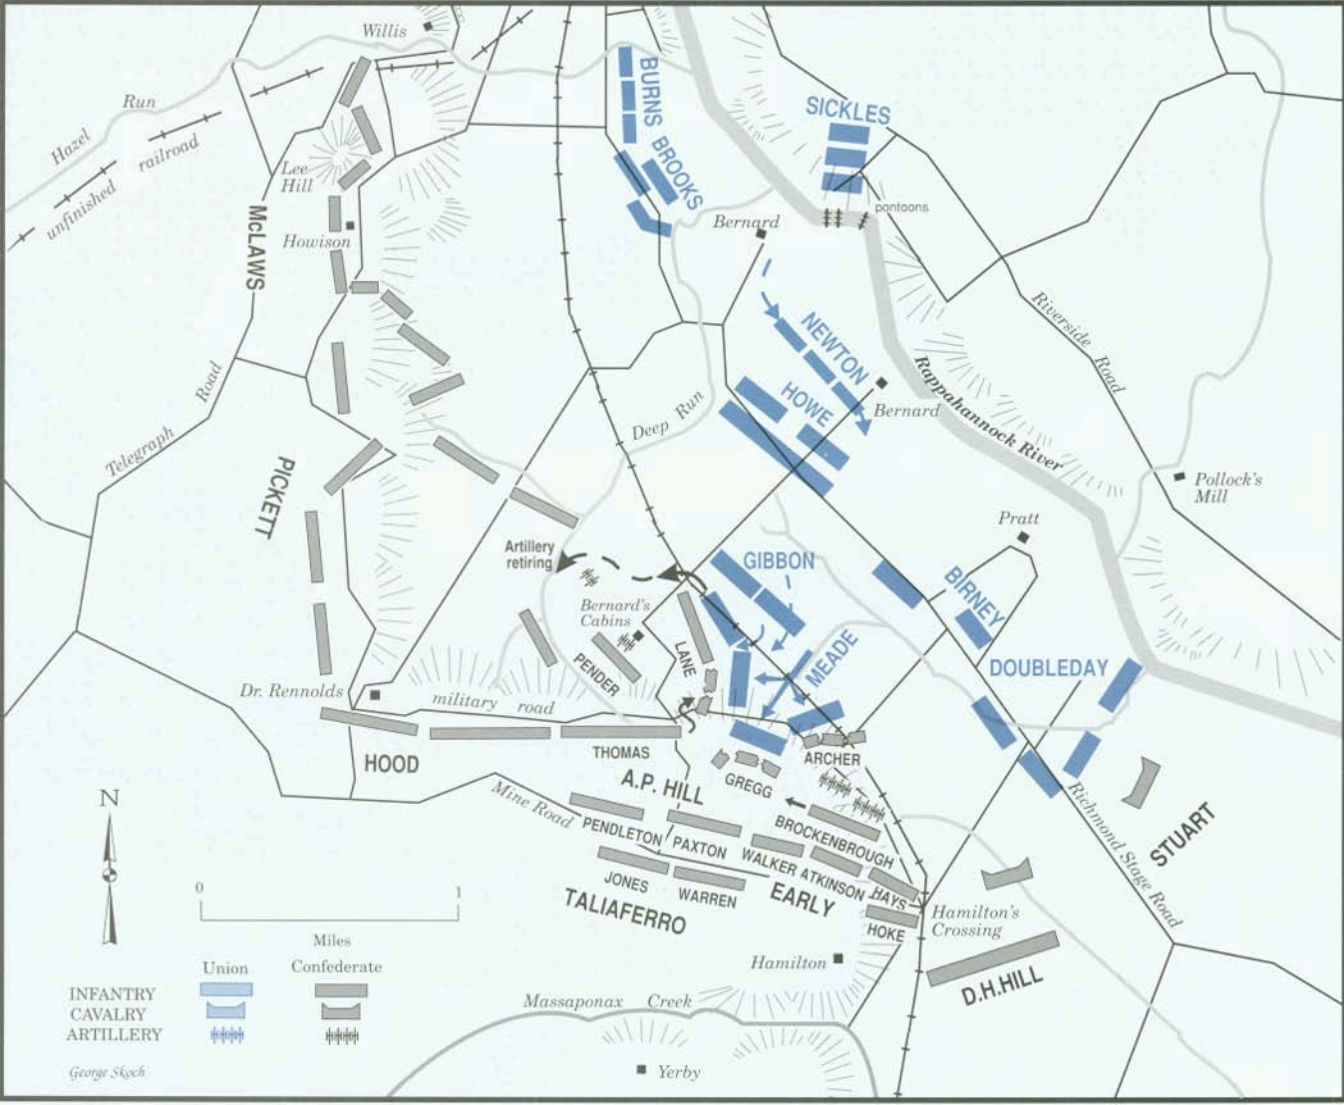 Willis
Hazel
Run
unfinished
railroad
Lee
Hill
McLAWS
Howison
Telegraph
Road
PICKETT
BURNS
BROOKS
SICKLES
pontoons
Bernard
Riverside
Road
NEWTON
HOWE
Bernard
Rappahannock River
Deep
Run
Pollock's
Mill
Pratt
Artillery
retiring
GIBBON
BIRNEY
Bernard's
Cabins
LANE
PENDER
MEADE
DOUBLEDAY
Dr. Rennolds
military
road
HOOD
THOMAS
A.P. HILL
GREGG
ARCHER
STUART
Richmond Stage Road
Mine Road
PENDLETON
PAXTON
WALKER
ATKINSON
BROCKENBROUGH
HAYS
JONES
WARREN
TALIAFERRO
EARLY
HOKE
Hamilton's
Crossing
D.H.HILL
Hamilton
Massaponax
Creek
Yerby
N
0
1
Miles
Union
Confederate
INFANTRY
CAVALRY
ARTILLERY
George Skoch